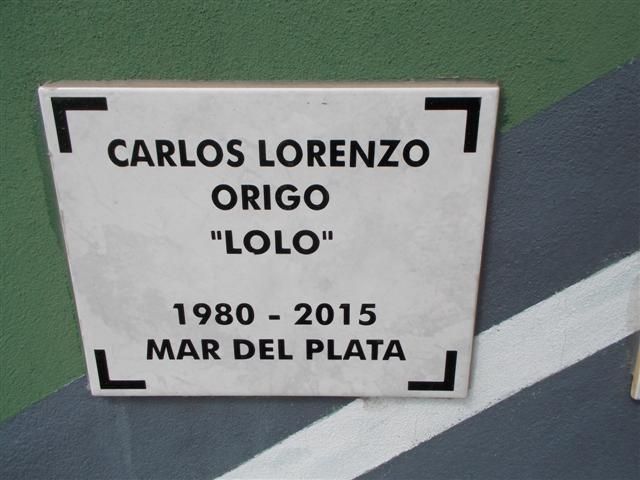 CARLOS LORENZO
ORIGO
"LOLO"
1980 - 2015
MAR DEL PLATA